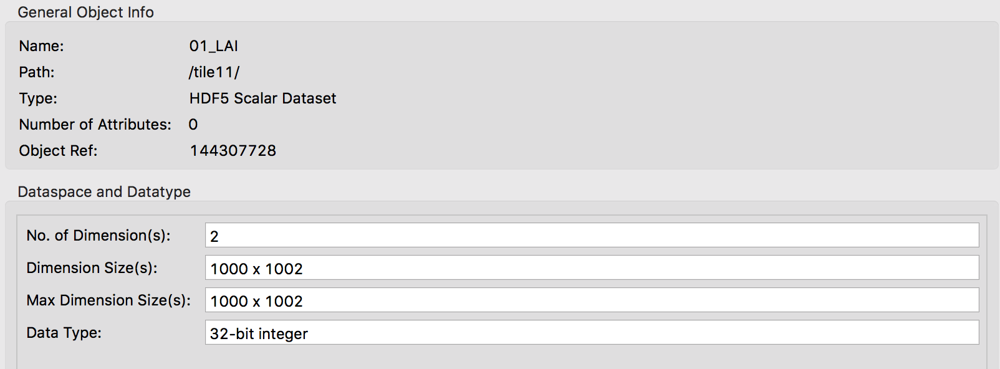 General Object Info
Name: 01_LAI
Path: /tile11/
Type: HDF5 Scalar Dataset
Number of Attributes: 0
Object Ref: 144307728
Dataspace and Datatype
No. of Dimension(s): 2
Dimension Size(s): 1000 x 1002
Max Dimension Size(s): 1000 x 1002
Data Type: 32-bit integer